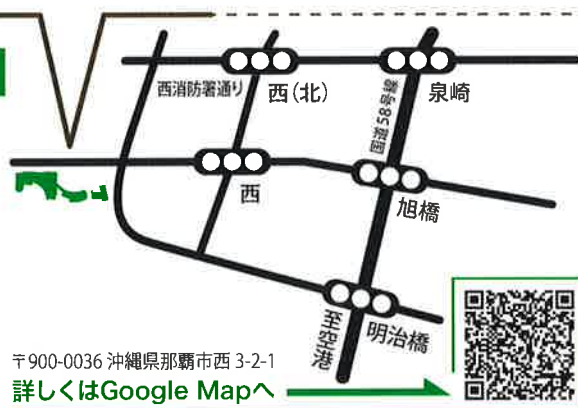 西消防署通り
西(北)
国道58号線
泉崎
西
旭橋
至空港
明治橋
〒900-0036 沖縄県那覇市西 3-2-1
詳しくはGoogle Mapへ